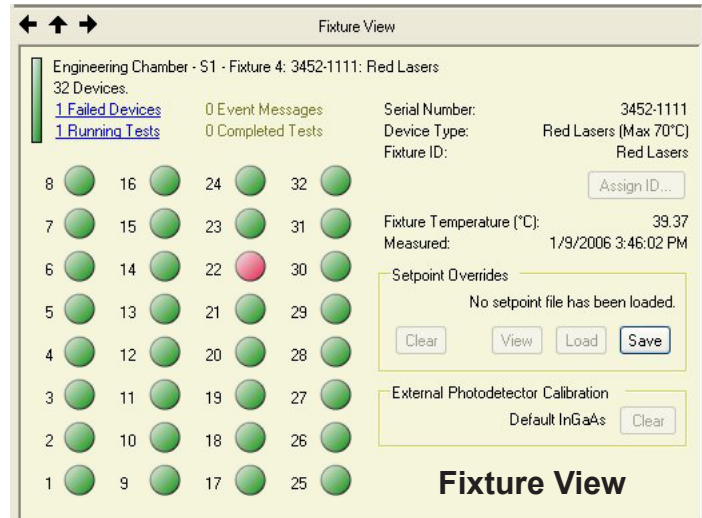 Fixture View
Engineering Chamber - S1 - Fixture 4: 3452-1111: Red Lasers
32 Devices.
1 Failed Devices 0 Event Messages
1 Running Tests 0 Completed Tests
Serial Number: 3452-1111
Device Type: Red Lasers (Max 70°C)
Fixture ID: Red Lasers
Assign ID...
8 16 24 32
7 15 23 31
6 14 22 30
5 13 21 29
4 12 20 28
3 11 19 27
2 10 18 26
1 9 17 25
Fixture Temperature (°C): 39.37
Measured: 1/9/2006 3:46:02 PM
Setpoint Overrides
No setpoint file has been loaded.
Clear View Load Save
External Photodetector Calibration
Default InGaAs Clear
Fixture View